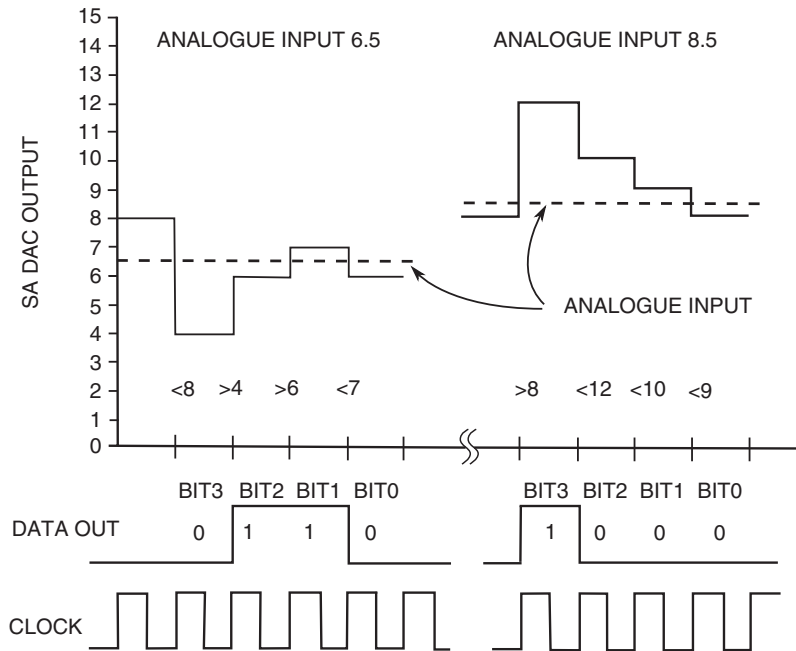 15
ANALOGUE INPUT 6.5 ANALOGUE INPUT 8.5
14
13
12
11
10
9
8
7
6
5
4
3
2
1
0
SA DAC OUTPUT
ANALOGUE INPUT
<8 >4 >6 <7 >8 <12 <10 <9
BIT3 BIT2 BIT1 BIT0 BIT3 BIT2 BIT1 BIT0
DATA OUT 0 1 1 0 1 0 0 0
CLOCK